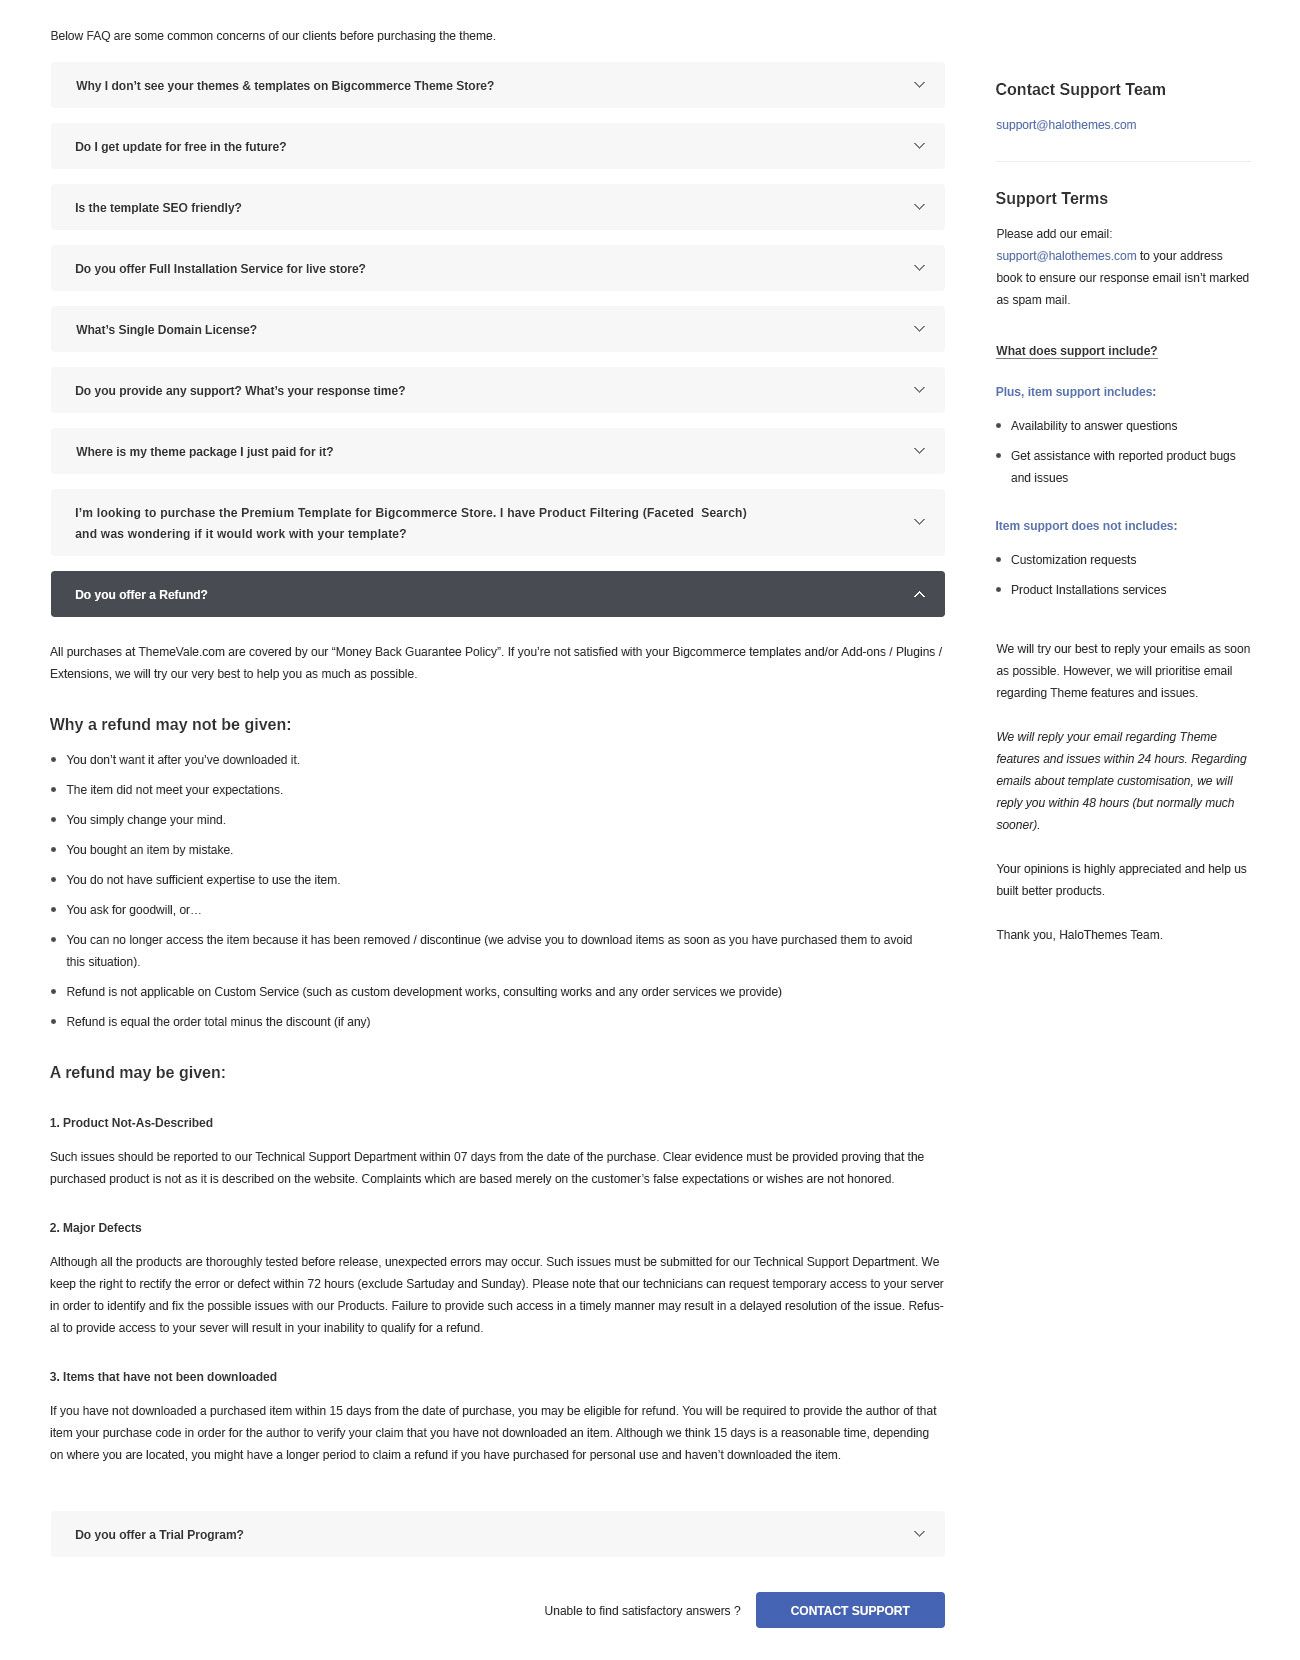 Below FAQ are some common concerns of our clients before purchasing the theme.
Why I don’t see your themes & templates on Bigcommerce Theme Store?
Do I get update for free in the future?
Is the template SEO friendly?
Do you offer Full Installation Service for live store?
What’s Single Domain License?
Do you provide any support? What’s your response time?
Where is my theme package I just paid for it?
I’m looking to purchase the Premium Template for Bigcommerce Store. I have Product Filtering (Faceted  Search)
and was wondering if it would work with your template?
Do you offer a Refund?
All purchases at ThemeVale.com are covered by our “Money Back Guarantee Policy”. If you’re not satisfied with your Bigcommerce templates and/or Add-ons / Plugins /
Extensions, we will try our very best to help you as much as possible.
Why a refund may not be given:
You don’t want it after you’ve downloaded it.
The item did not meet your expectations.
You simply change your mind.
You bought an item by mistake.
You do not have sufficient expertise to use the item.
You ask for goodwill, or…
You can no longer access the item because it has been removed / discontinue (we advise you to download items as soon as you have purchased them to avoid
this situation).
Refund is not applicable on Custom Service (such as custom development works, consulting works and any order services we provide)
Refund is equal the order total minus the discount (if any)
A refund may be given:
1. Product Not-As-Described
Such issues should be reported to our Technical Support Department within 07 days from the date of the purchase. Clear evidence must be provided proving that the
purchased product is not as it is described on the website. Complaints which are based merely on the customer’s false expectations or wishes are not honored.
2. Major Defects
Although all the products are thoroughly tested before release, unexpected errors may occur. Such issues must be submitted for our Technical Support Department. We
keep the right to rectify the error or defect within 72 hours (exclude Sartuday and Sunday). Please note that our technicians can request temporary access to your server
in order to identify and fix the possible issues with our Products. Failure to provide such access in a timely manner may result in a delayed resolution of the issue. Refus-
al to provide access to your sever will result in your inability to qualify for a refund.
3. Items that have not been downloaded
If you have not downloaded a purchased item within 15 days from the date of purchase, you may be eligible for refund. You will be required to provide the author of that
item your purchase code in order for the author to verify your claim that you have not downloaded an item. Although we think 15 days is a reasonable time, depending
on where you are located, you might have a longer period to claim a refund if you have purchased for personal use and haven’t downloaded the item.
Do you offer a Trial Program?
Unable to find satisfactory answers ?
CONTACT SUPPORT
Contact Support Team
support@halothemes.com
Support Terms
Please add our email:
support@halothemes.com to your address
book to ensure our response email isn’t marked
as spam mail.
What does support include?
Plus, item support includes:
Availability to answer questions
Get assistance with reported product bugs
and issues
Item support does not includes:
Customization requests
Product Installations services
We will try our best to reply your emails as soon
as possible. However, we will prioritise email
regarding Theme features and issues.
We will reply your email regarding Theme
features and issues within 24 hours. Regarding
emails about template customisation, we will
reply you within 48 hours (but normally much
sooner).
Your opinions is highly appreciated and help us
built better products.
Thank you, HaloThemes Team.